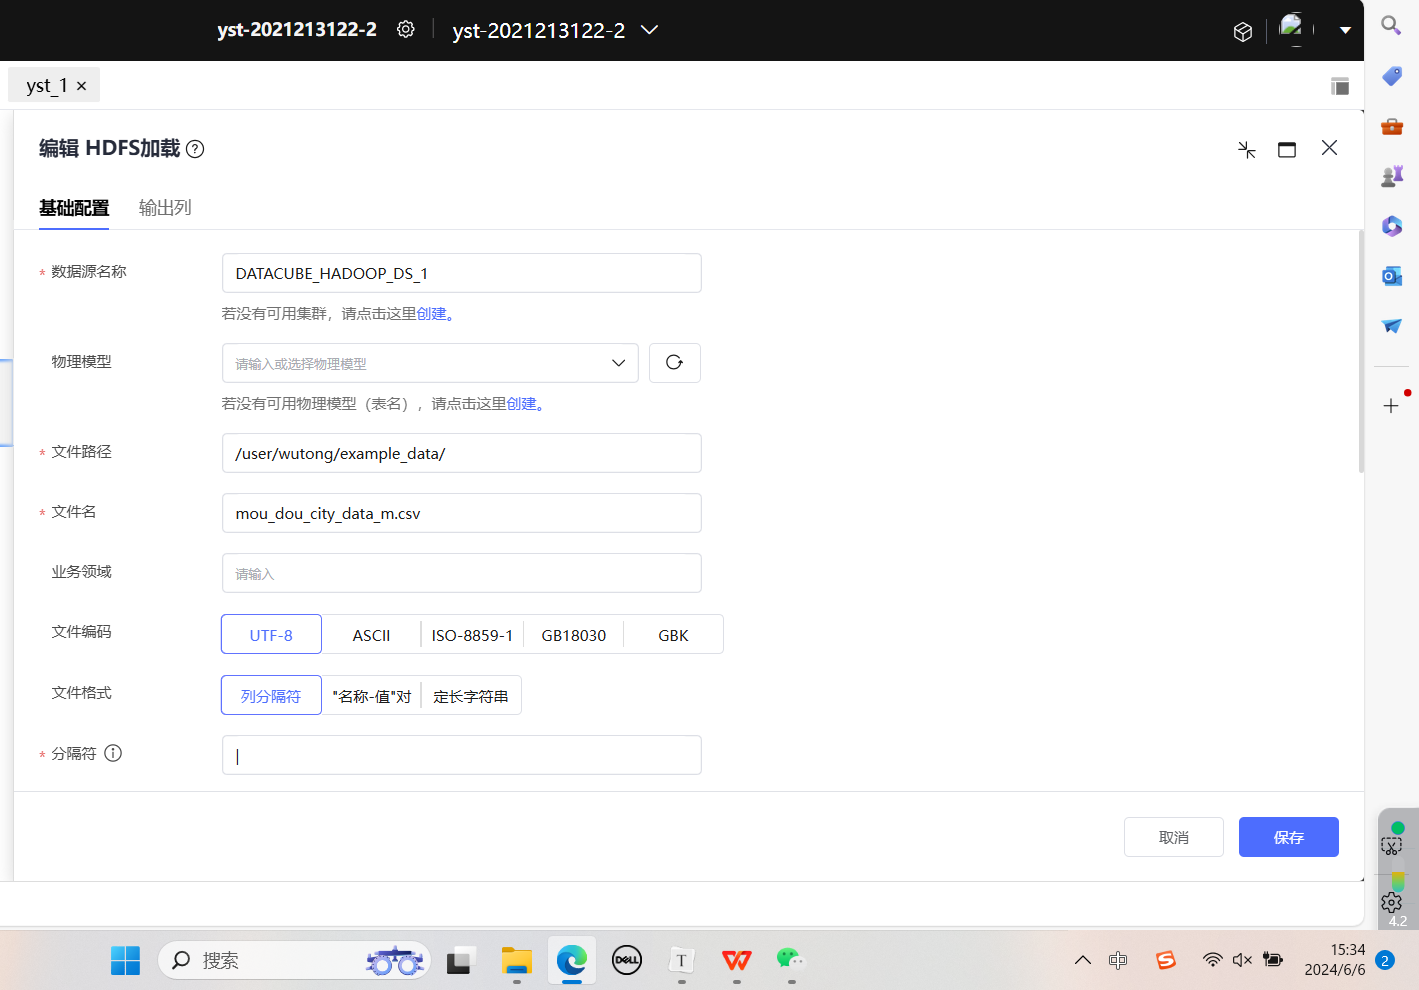 yst-2021213122-2
yst-2021213122-2
yst_1 ×
编辑 HDFS加载 ?
基础配置 输出列
* 数据源名称 DATACUBE_HADOOP_DS_1
若没有可用集群，请点击这里创建。
物理模型 请输入或选择物理模型
若没有可用物理模型（表名），请点击这里创建。
* 文件路径 /user/wutong/example_data/
* 文件名 mou_dou_city_data_m.csv
业务领域 请输入
文件编码 UTF-8 ASCII ISO-8859-1 GB18030 GBK
文件格式 列分隔符 "名称-值"对 定长字符串
* 分隔符 |
取消 保存
4.2
搜索
DELL
T
中
S
15:34
2024/6/6
2